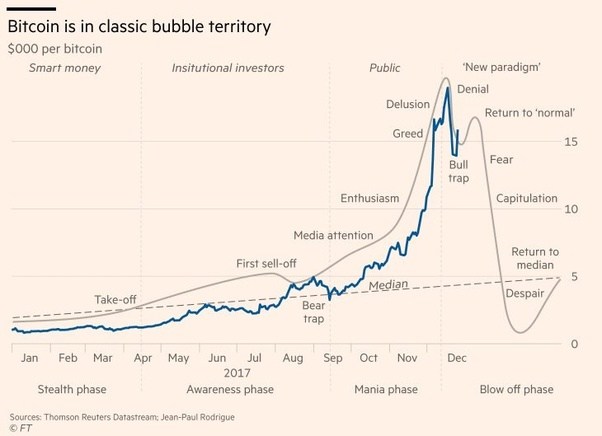 Bitcoin is in classic bubble territory
$000 per bitcoin
Smart money
Insitutional investors
Public
'New paradigm'
Denial
Delusion
Return to 'normal'
Greed
15
Fear
Bull
trap
Enthusiasm
Capitulation
10
Media attention
Return to
median
First sell-off
5
Median
Take-off
Despair
Bear
trap
0
Jan Feb Mar Apr May Jun Jul Aug Sep Oct Nov Dec
2017
Stealth phase
Awareness phase
Mania phase
Blow off phase
Sources: Thomson Reuters Datastream; Jean-Paul Rodrigue
© FT